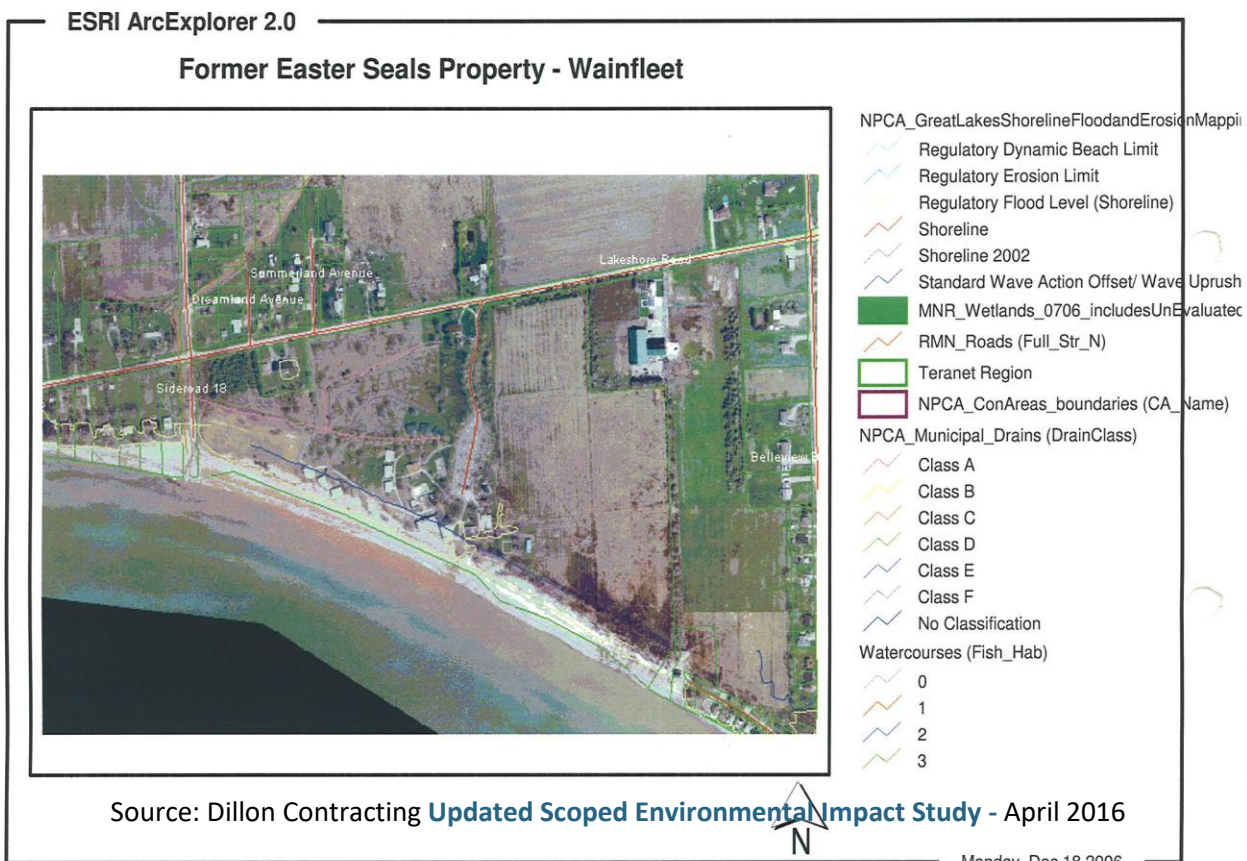 ESRI ArcExplorer 2.0
Former Easter Seals Property - Wainfleet
Summerland Avenue
Dreamland Avenue
Lakeshore Road
Sideroad 18
Belleview
NPCA_GreatLakesShorelineFloodandErosionMappi
Regulatory Dynamic Beach Limit
Regulatory Erosion Limit
Regulatory Flood Level (Shoreline)
Shoreline
Shoreline 2002
Standard Wave Action Offset/ Wave Uprush
MNR_Wetlands_0706_includesUnEvaluated
RMN_Roads (Full_Str_N)
Teranet Region
NPCA_ConAreas_boundaries (CA_Name)
NPCA_Municipal_Drains (DrainClass)
Class A
Class B
Class C
Class D
Class E
Class F
No Classification
Watercourses (Fish_Hab)
0
1
2
3
Source: Dillon Contracting Updated Scoped Environmental Impact Study - April 2016
N
Monday, Dec 18 2006